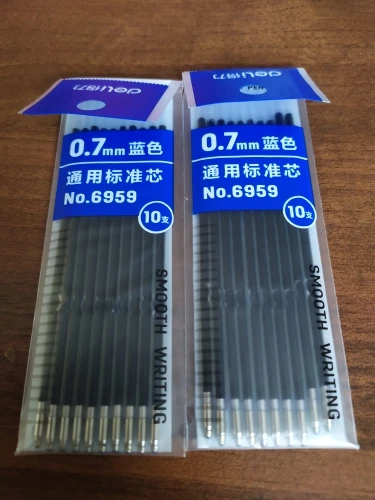 deli得力
0.7mm 蓝色
通用标准芯
No.6959
10支
SMOOTH WRITING
deli得力
PEN
0.7mm 蓝色
通用标准芯
No.6959
10支
SMOOTH WRITING